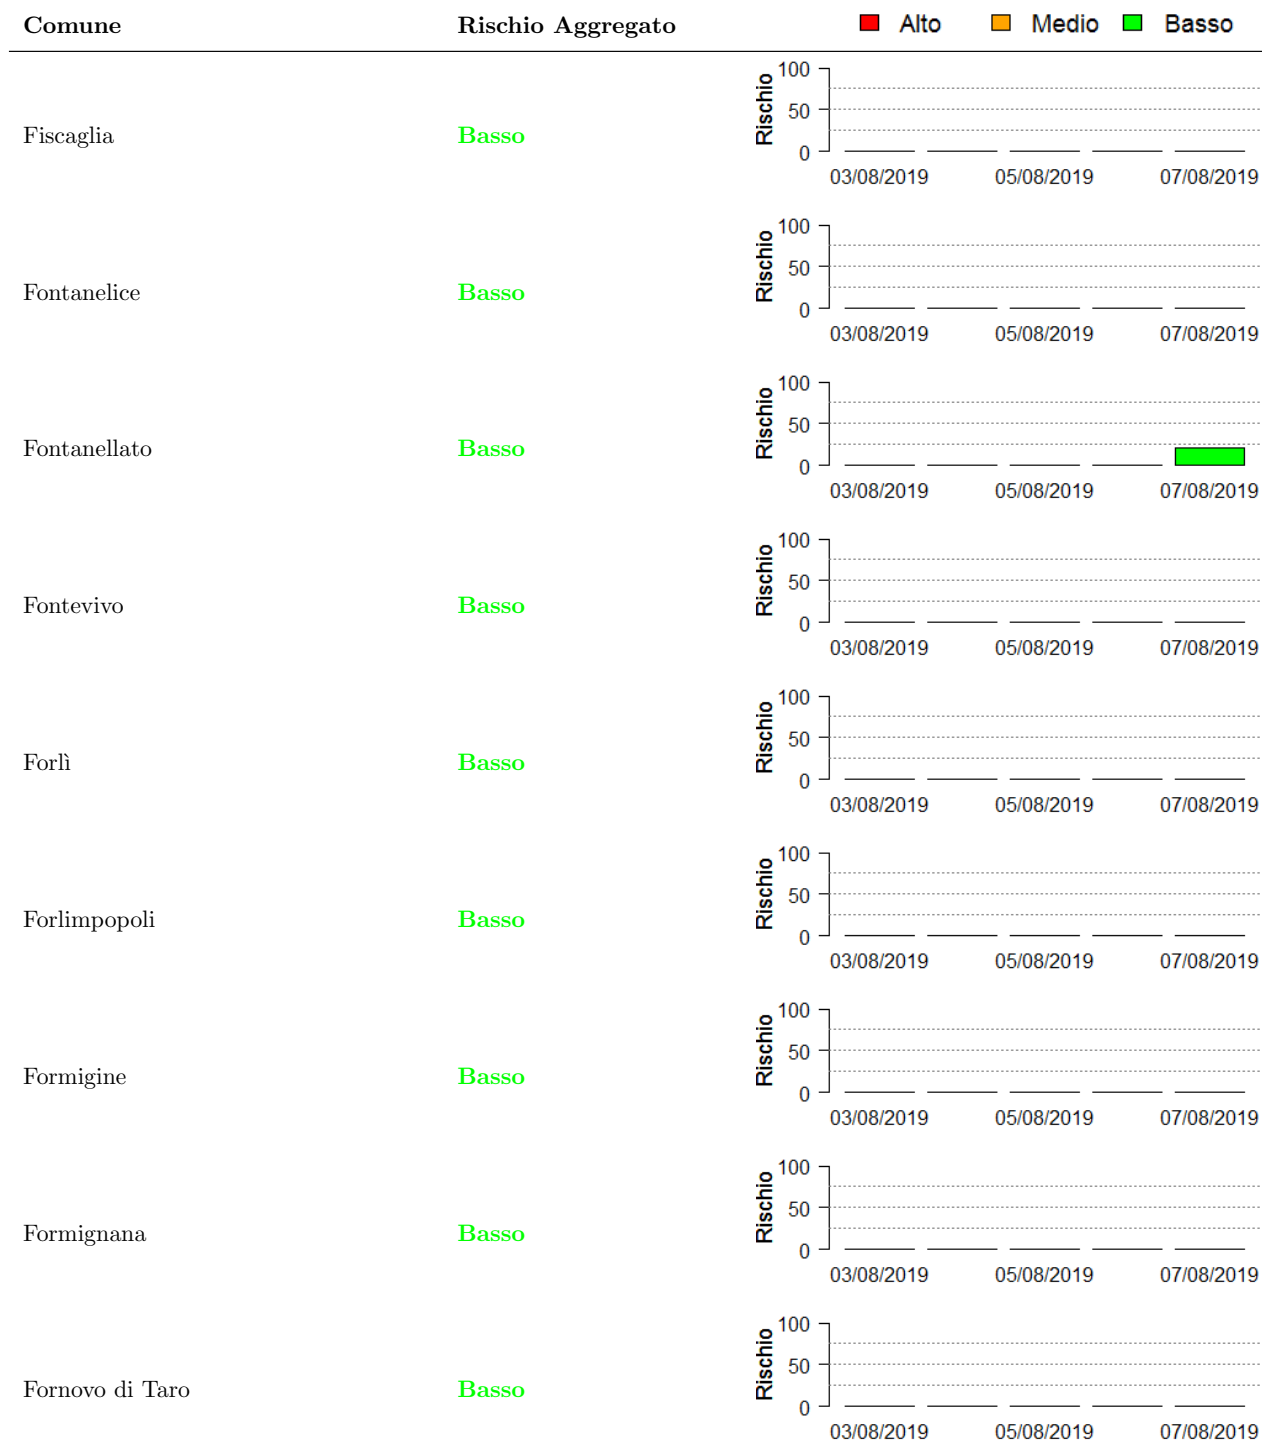 Comune Rischio Aggregato Alto Medio Basso
100
Rischio
50
Fiscaglia Basso
0
03/08/2019 05/08/2019 07/08/2019
100
Rischio
50
Fontanelice Basso
0
03/08/2019 05/08/2019 07/08/2019
100
Rischio
50
Fontanellato Basso
0
03/08/2019 05/08/2019 07/08/2019
100
Rischio
50
Fontevivo Basso
0
03/08/2019 05/08/2019 07/08/2019
100
Rischio
50
Forlì Basso
0
03/08/2019 05/08/2019 07/08/2019
100
Rischio
50
Forlimpopoli Basso
0
03/08/2019 05/08/2019 07/08/2019
100
Rischio
50
Formigine Basso
0
03/08/2019 05/08/2019 07/08/2019
100
Rischio
50
Formignana Basso
0
03/08/2019 05/08/2019 07/08/2019
100
Rischio
50
Fornovo di Taro Basso
0
03/08/2019 05/08/2019 07/08/2019